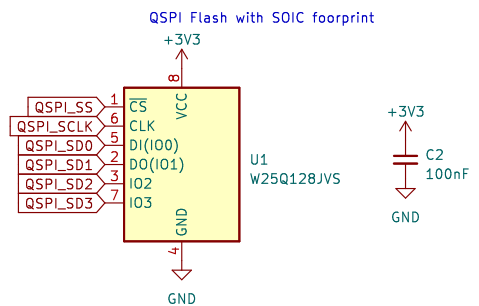 QSPI Flash with SOIC foorprint
+3V3
8
VCC
QSPI_SS 1 CS
QSPI_SCLK 6 CLK
QSPI_SD0 5 DI(IO0)
QSPI_SD1 2 DO(IO1)
QSPI_SD2 3 IO2
QSPI_SD3 7 IO3
GND
4
GND
U1
W25Q128JVS
+3V3
C2
100nF
GND